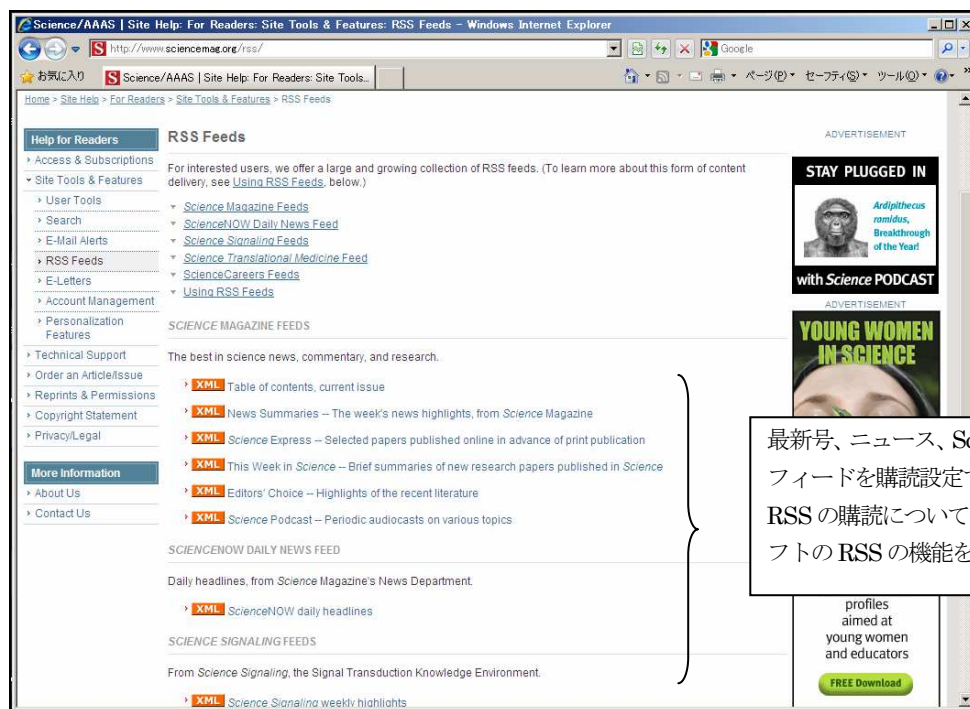 Science/AAAS | Site Help: For Readers: Site Tools & Features: RSS Feeds - Windows Internet Explorer
http://www.sciencemag.org/rss/
Google
お気に入り
Science/AAAS | Site Help: For Readers: Site Tools...
ページ(P)
セーフティ(S)
ツール(O)
Home > Site Help > For Readers > Site Tools & Features > RSS Feeds
Help for Readers
Access & Subscriptions
Site Tools & Features
User Tools
Search
E-Mail Alerts
RSS Feeds
E-Letters
Account Management
Personalization
Features
Technical Support
Order an Article/Issue
Reprints & Permissions
Copyright Statement
Privacy/Legal
More Information
About Us
Contact Us
RSS Feeds
For interested users, we offer a large and growing collection of RSS feeds. (To learn more about this form of content
delivery, see Using RSS Feeds, below.)
Science Magazine Feeds
ScienceNOW Daily News Feed
Science Signaling Feeds
Science Translational Medicine Feed
ScienceCareers Feeds
Using RSS Feeds
SCIENCE MAGAZINE FEEDS
The best in science news, commentary, and research.
XML Table of contents, current issue
XML News Summaries -- The week's news highlights, from Science Magazine
XML Science Express -- Selected papers published online in advance of print publication
XML This Week in Science -- Brief summaries of new research papers published in Science
XML Editors' Choice -- Highlights of the recent literature
XML Science Podcast -- Periodic audiocasts on various topics
SCIENCENOW DAILY NEWS FEED
Daily headlines, from Science Magazine's News Department.
XML ScienceNOW daily headlines
SCIENCE SIGNALING FEEDS
From Science Signaling, the Signal Transduction Knowledge Environment.
XML Science Signaling weekly highlights
ADVERTISEMENT
STAY PLUGGED IN
Ardipithecus
ramidus,
Breakthrough
of the Year!
with Science PODCAST
ADVERTISEMENT
YOUNG WOMEN
IN SCIENCE
最新号、ニュース、Sc
フィードを購読設定
RSS の購読について
フトの RSS の機能を
profiles
aimed at
young women
and educators
FREE Download